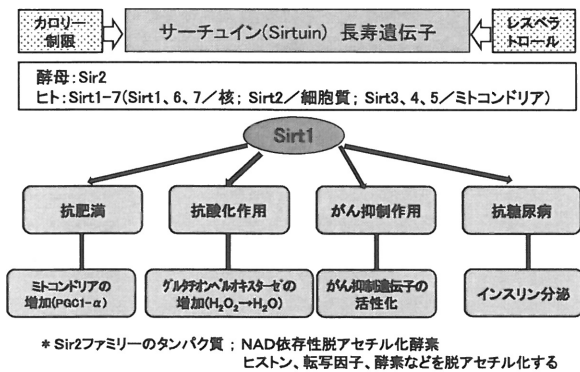 カロリー
制限
サーチュイン(Sirtuin) 長寿遺伝子
レスベラ
トロール
酵母:Sir2
ヒト:Sirt1-7(Sirt1、6、7/核; Sirt2/細胞質; Sirt3、4、5/ミトコンドリア)
Sirt1
抗肥満
抗酸化作用
がん抑制作用
抗糖尿病
ミトコンドリアの
増加(PGC1-α)
グルタチオンペルオキスターゼの
増加(H₂O₂→H₂O)
がん抑制遺伝子の
活性化
インスリン分泌
*Sir2ファミリーのタンパク質 ; NAD依存性脱アセチル化酵素
ヒストン、転写因子、酵素などを脱アセチル化する